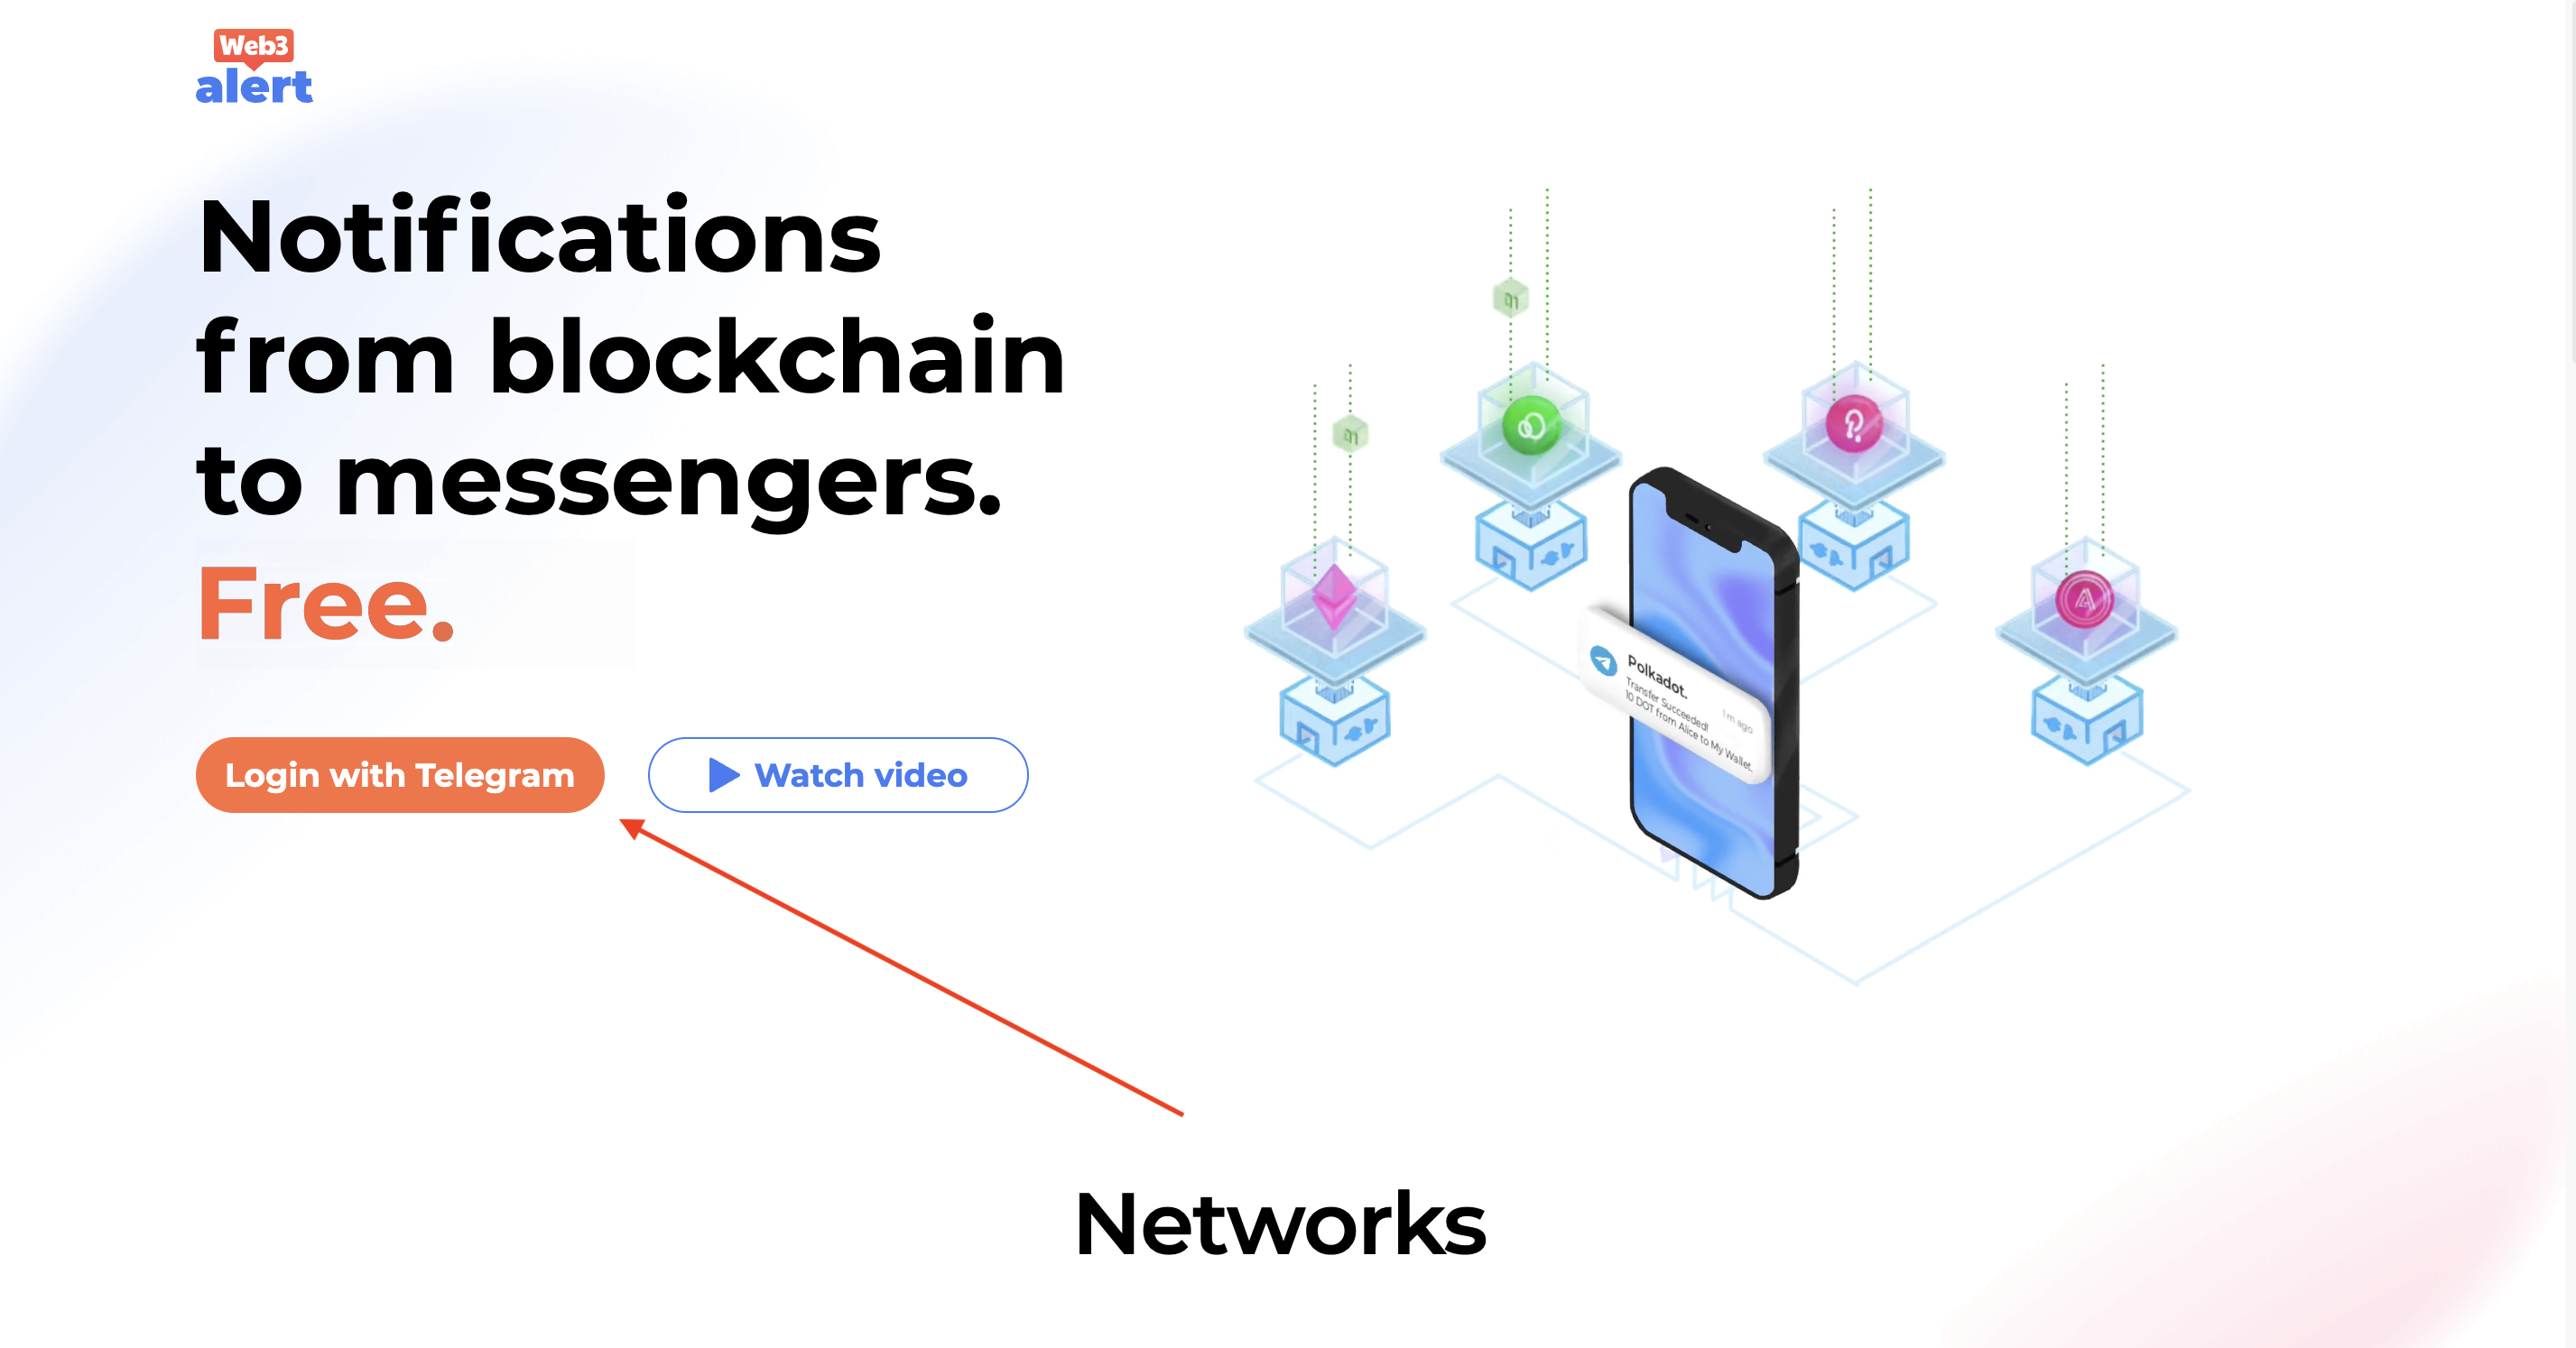 Web3
alert
Notifications
from blockchain
to messengers.
Free.
Login with Telegram
Watch video
Polkadot.
Transfer Succeeded!
1 m ago
10 DOT from Alice to My Wallet.
Networks